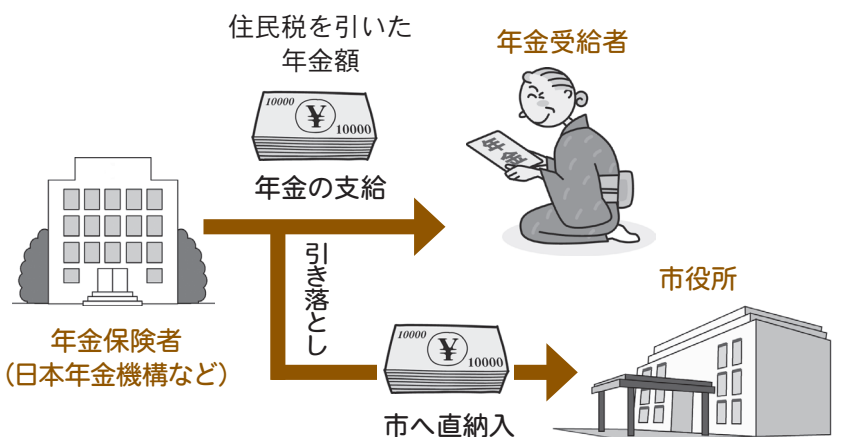 住民税を引いた
年金額
10000
¥
10000
年金の支給
年金受給者
年金
引き落とし
市役所
年金保険者
(日本年金機構など)
10000
¥
10000
市へ直納入